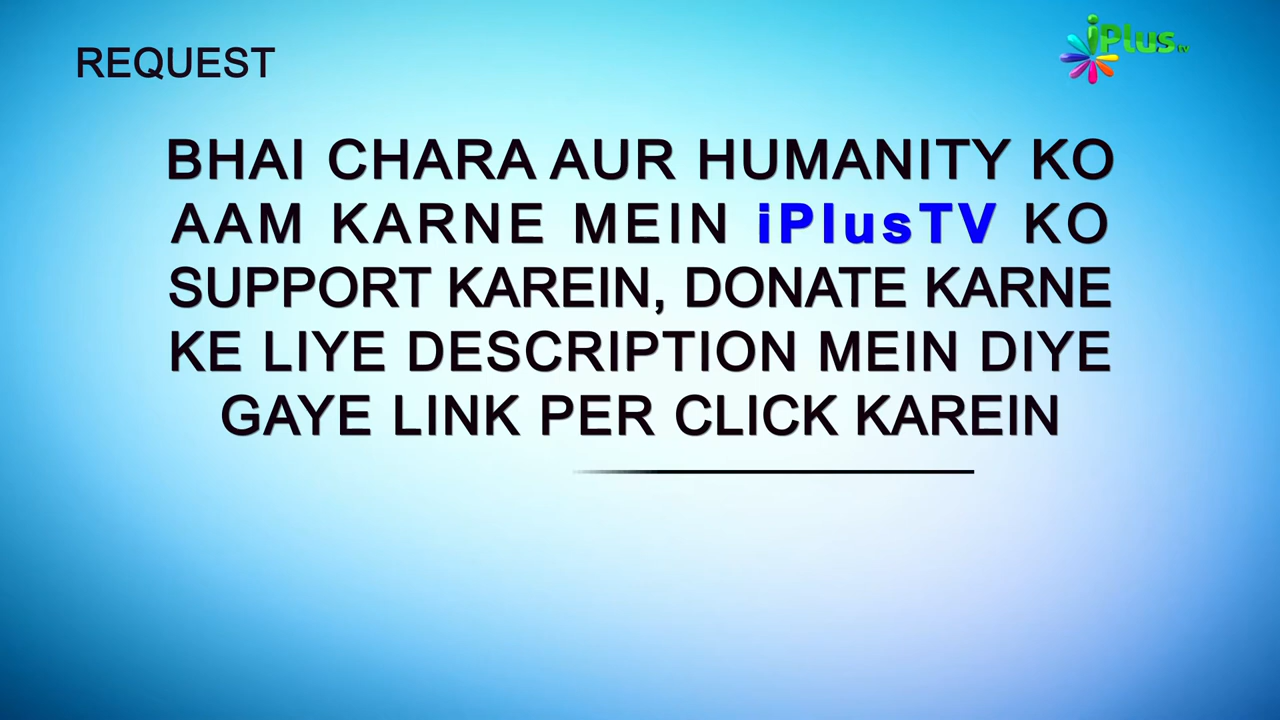 REQUEST
iPlus tv
BHAI CHARA AUR HUMANITY KO
AAM KARNE MEIN iPlusTV KO
SUPPORT KAREIN, DONATE KARNE
KE LIYE DESCRIPTION MEIN DIYE
GAYE LINK PER CLICK KAREIN